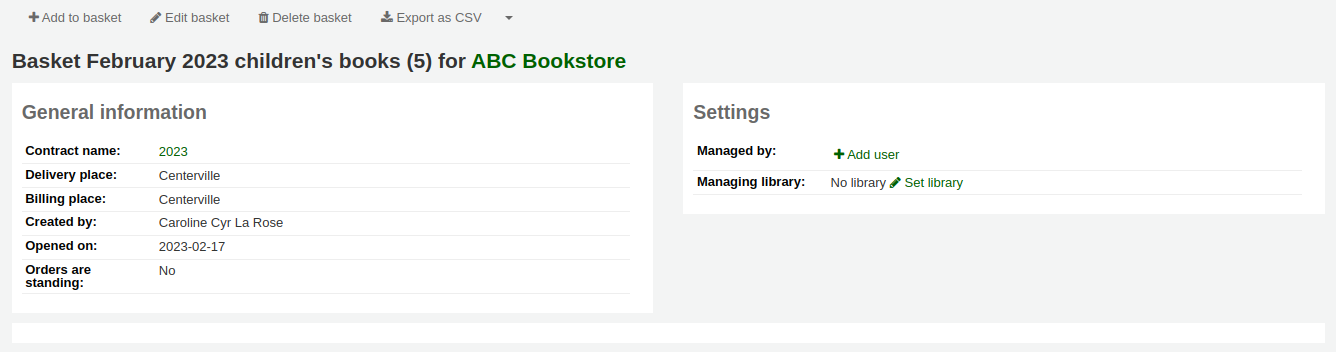 Add to basket Edit basket Delete basket Export as CSV
Basket February 2023 children's books (5) for ABC Bookstore
General information
Contract name: 2023
Delivery place: Centerville
Billing place: Centerville
Created by: Caroline Cyr La Rose
Opened on: 2023-02-17
Orders are standing: No
Settings
Managed by: Add user
Managing library: No library Set library